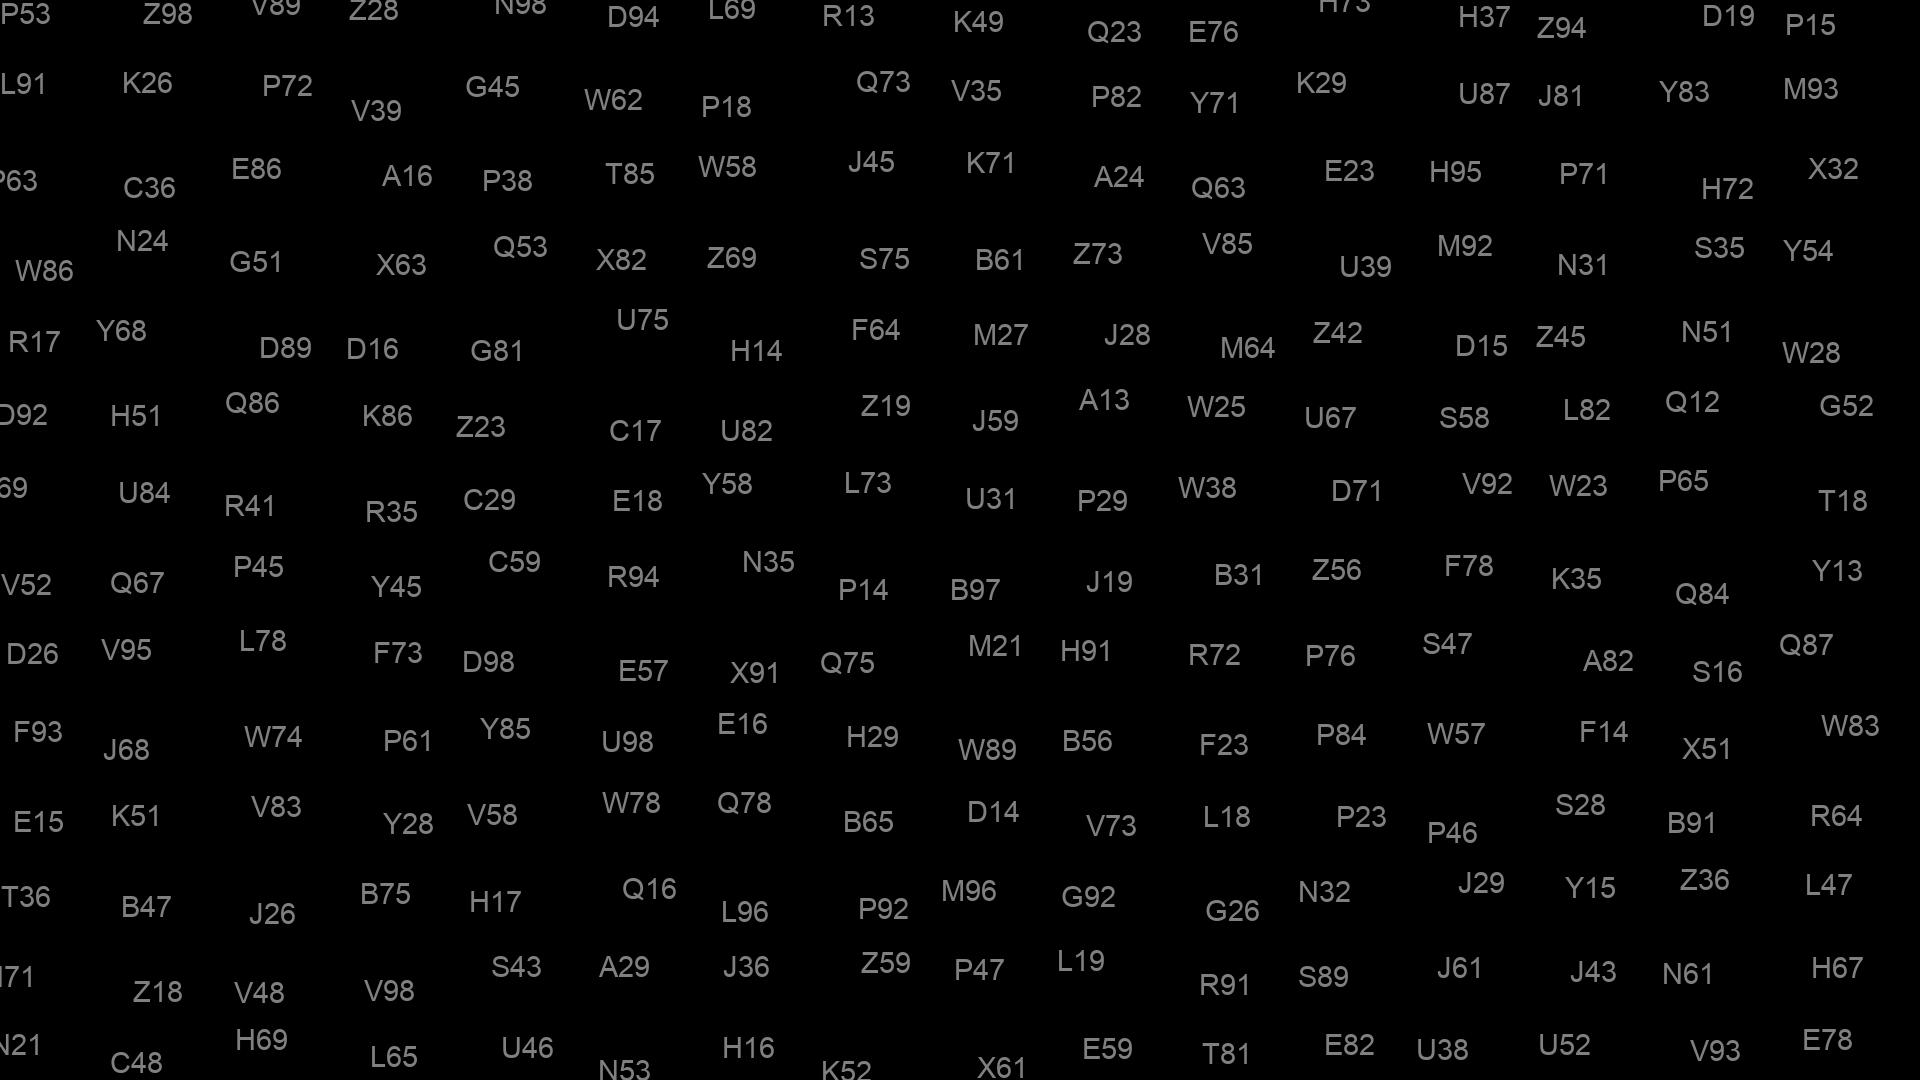 P53 Z98 V89 Z28 N98 D94 L69 R13 K49 Q23 E76 H73 H37 Z94 D19 P15
L91 K26 P72 V39 G45 W62 P18 Q73 V35 P82 Y71 K29 U87 J81 Y83 M93
P63 C36 E86 A16 P38 T85 W58 J45 K71 A24 Q63 E23 H95 P71 H72 X32
W86 N24 G51 X63 Q53 X82 Z69 S75 B61 Z73 V85 U39 M92 N31 S35 Y54
R17 Y68 D89 D16 G81 U75 H14 F64 M27 J28 M64 Z42 D15 Z45 N51 W28
D92 H51 Q86 K86 Z23 C17 U82 Z19 J59 A13 W25 U67 S58 L82 Q12 G52
69 U84 R41 R35 C29 E18 Y58 L73 U31 P29 W38 D71 V92 W23 P65 T18
V52 Q67 P45 Y45 C59 R94 N35 P14 B97 J19 B31 Z56 F78 K35 Q84 Y13
D26 V95 L78 F73 D98 E57 X91 Q75 M21 H91 R72 P76 S47 A82 S16 Q87
F93 J68 W74 P61 Y85 U98 E16 H29 W89 B56 F23 P84 W57 F14 X51 W83
E15 K51 V83 Y28 V58 W78 Q78 B65 D14 V73 L18 P23 P46 S28 B91 R64
T36 B47 J26 B75 H17 Q16 L96 P92 M96 G92 G26 N32 J29 Y15 Z36 L47
71 Z18 V48 V98 S43 A29 J36 Z59 P47 L19 R91 S89 J61 J43 N61 H67
N21 C48 H69 L65 U46 N53 H16 K52 X61 E59 T81 E82 U38 U52 V93 E78